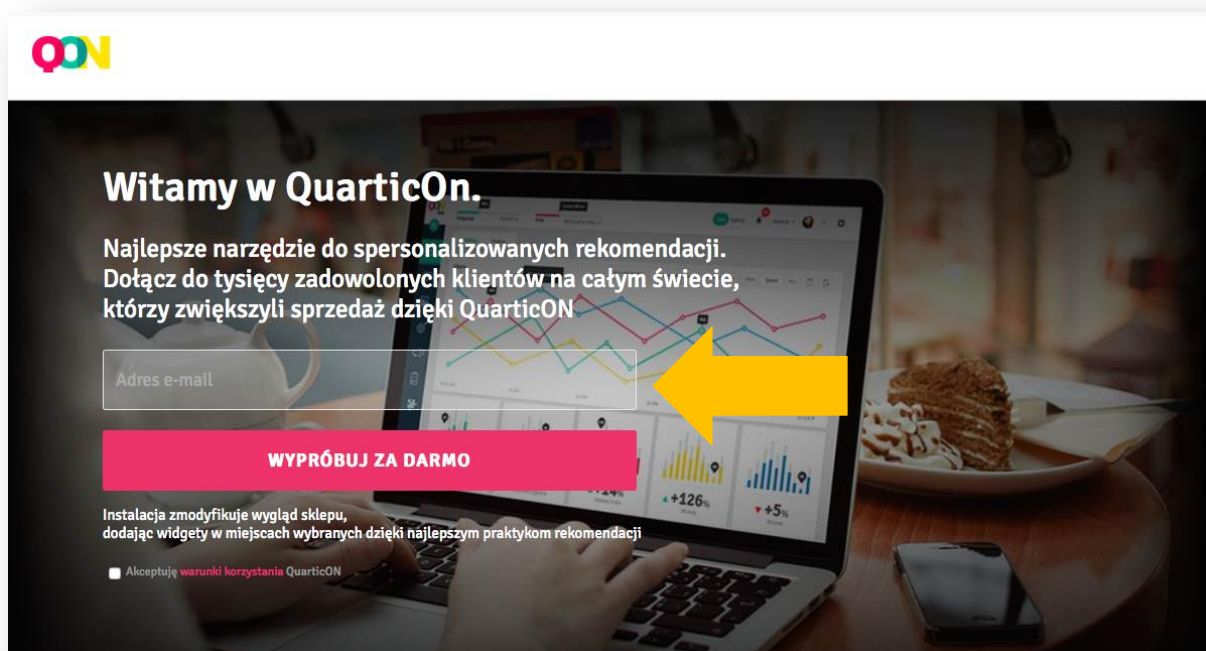 QON
Witamy w QuarticOn.
Najlepsze narzędzie do spersonalizowanych rekomendacji.
Dołącz do tysięcy zadowolonych klientów na całym świecie,
którzy zwiększyli sprzedaż dzięki QuarticON
Adres e-mail
WYPRÓBUJ ZA DARMO
+14%
+126%
+5%
Instalacja zmodyfikuje wygląd sklepu,
dodając widgety w miejscach wybranych dzięki najlepszym praktykom rekomendacji
Akceptuję warunki korzystania QuarticON